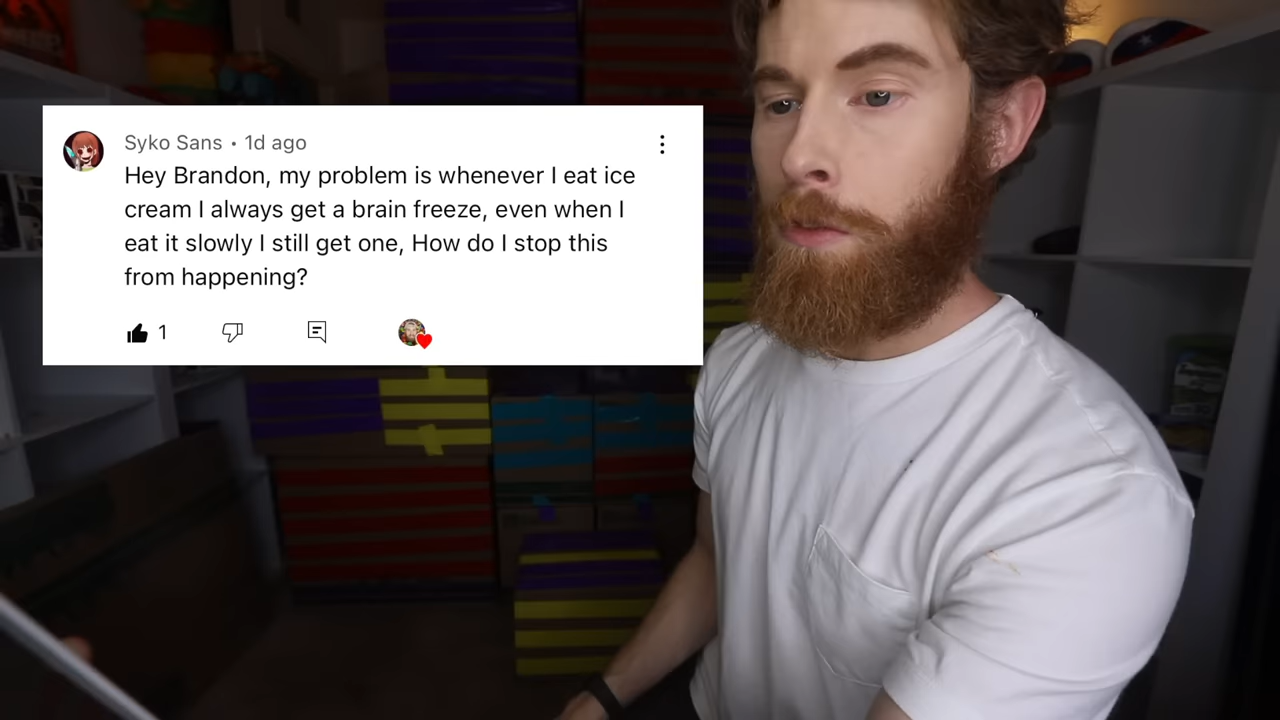 Syko Sans • 1d ago
Hey Brandon, my problem is whenever I eat ice
cream I always get a brain freeze, even when I
eat it slowly I still get one, How do I stop this
from happening?
1